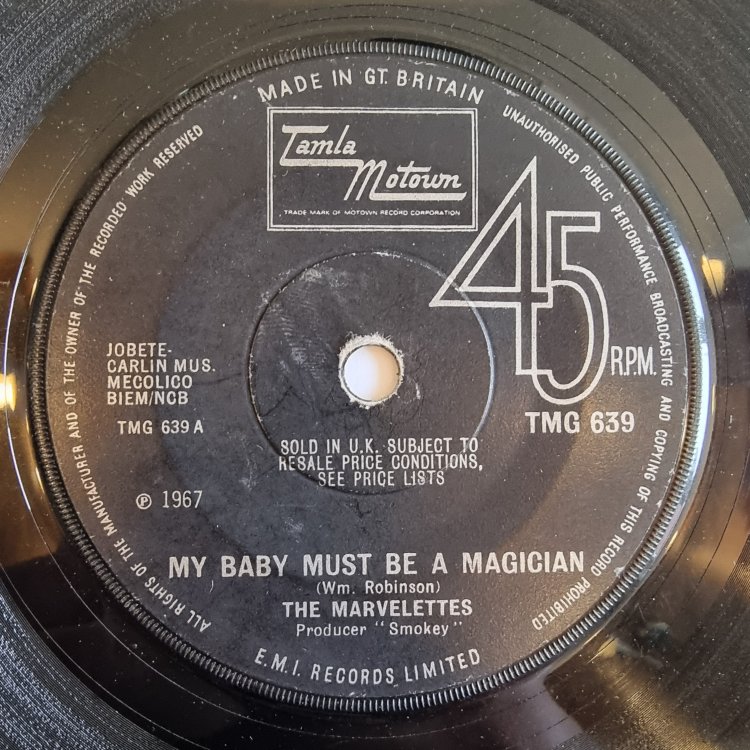 MADE IN GT. BRITAIN
UNAUTHORISED PUBLIC PERFORMANCE BROADCASTING AND COPYING OF THIS RECORD PROHIBITED
ALL RIGHTS OF THE MANUFACTURER AND OF THE OWNER OF THE RECORDED WORK RESERVED
Tamla
Motown
TRADE MARK OF MOTOWN RECORD CORPORATION
45 R.P.M.
JOBETE-
CARLIN MUS.
MECOLICO
BIEM/NCB
TMG 639 A
TMG 639
SOLD IN U.K. SUBJECT TO
RESALE PRICE CONDITIONS,
SEE PRICE LISTS
℗ 1967
MY BABY MUST BE A MAGICIAN
(Wm. Robinson)
THE MARVELETTES
Producer "Smokey"
E.M.I. RECORDS LIMITED